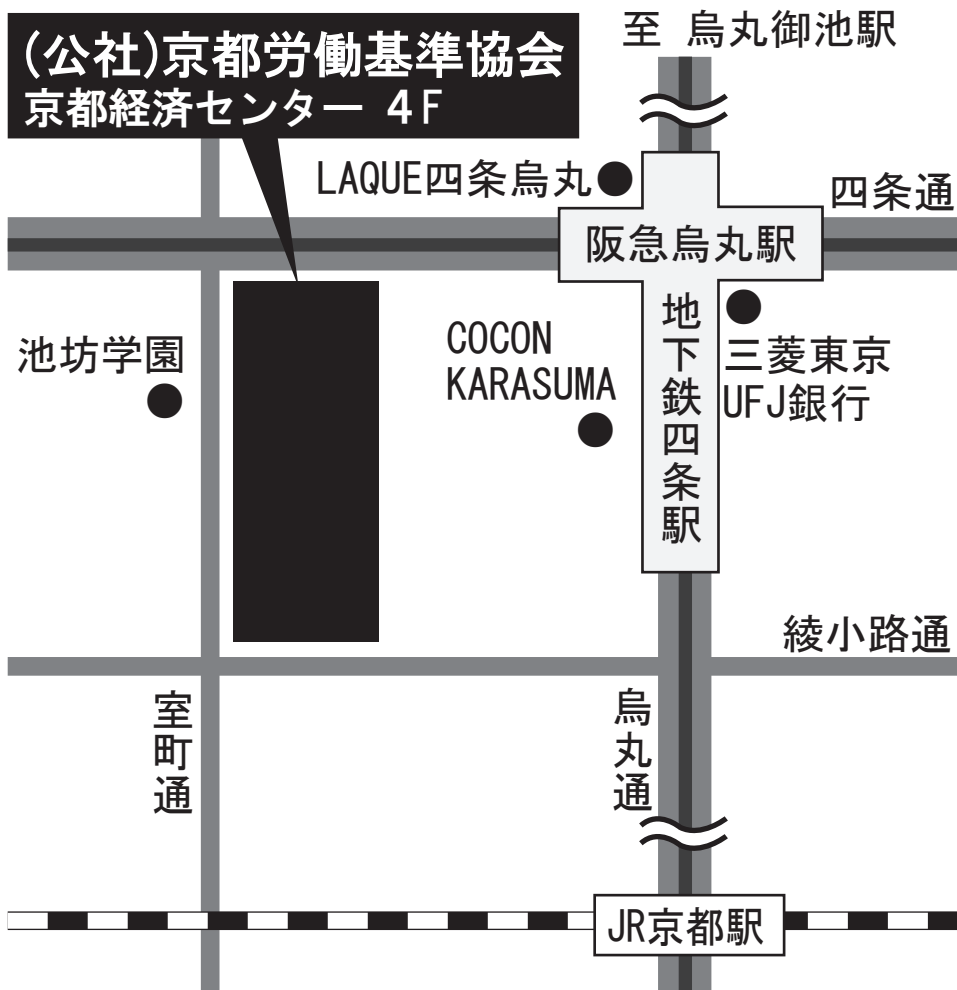 (公社)京都労働基準協会
京都経済センター 4F
至 烏丸御池駅
LAQUE四条烏丸
四条通
阪急烏丸駅
地下鉄四条駅
池坊学園
COCON
KARASUMA
三菱東京
UFJ銀行
綾小路通
室町通
烏丸通
JR京都駅